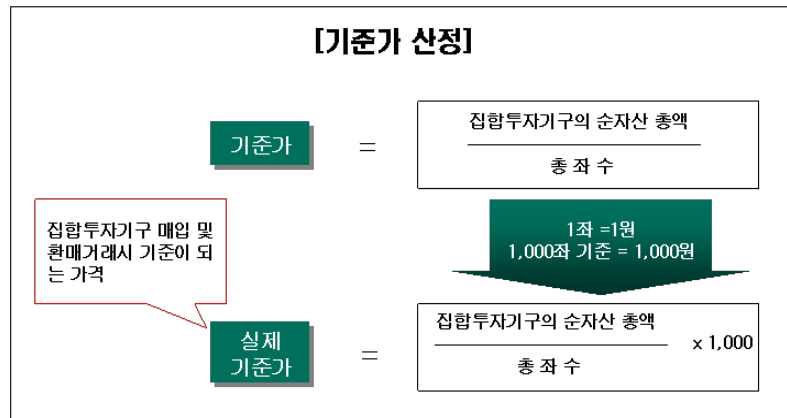 [기준가 산정]
기준가
=
집합투자기구의 순자산 총액
총 좌 수
집합투자기구 매입 및
환매거래시 기준이 되
는 가격
1좌 =1원
1,000좌 기준 = 1,000원
실제
기준가
=
집합투자기구의 순자산 총액
총 좌 수
x 1,000